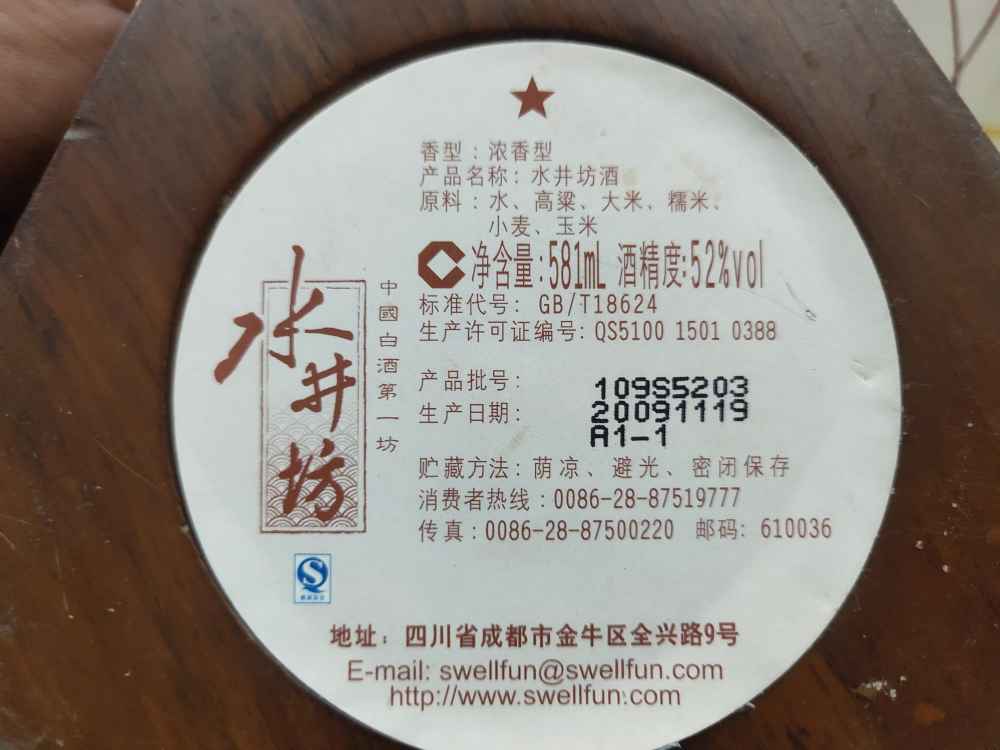 香型：浓香型
产品名称：水井坊酒
原料：水、高粱、大米、糯米、
小麦、玉米
净含量:581mL 酒精度:52%vol
标准代号：GB/T18624
生产许可证编号: QS5100 1501 0388
产品批号： 109S5203
生产日期： 20091119
A1-1
贮藏方法：荫凉、避光、密闭保存
消费者热线：0086-28-87519777
传真：0086-28-87500220 邮码：610036
水井坊
中國白酒第一坊
地址：四川省成都市金牛区全兴路9号
E-mail: swellfun@swellfun.com
http://www.swellfun.com